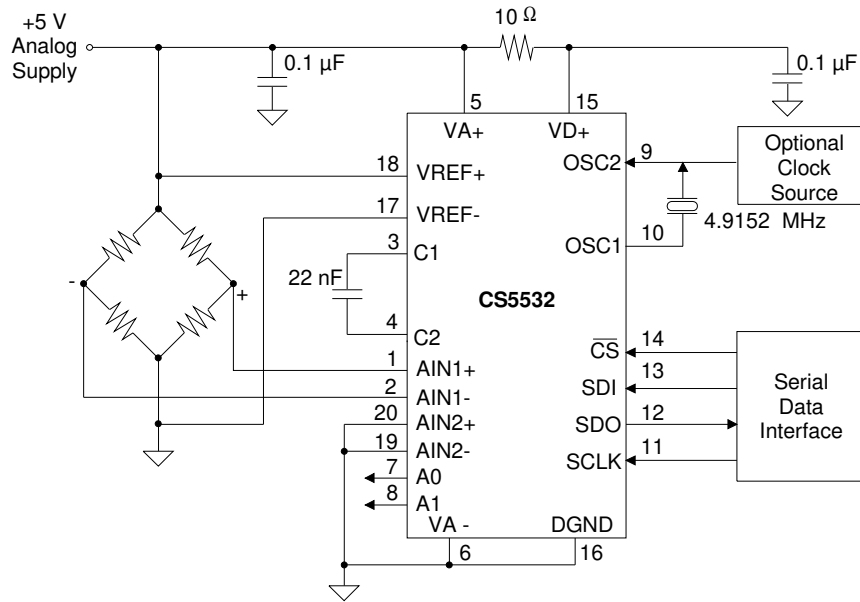 +5 V
Analog
Supply
0.1 µF
10 Ω
0.1 µF
5
15
VA+
VD+
18
VREF+
17
VREF-
3
C1
22 nF
4
C2
1
AIN1+
2
AIN1-
20
AIN2+
19
AIN2-
7
A0
8
A1
-
+
CS5532
OSC2
9
OSC1
10
4.9152 MHz
Optional
Clock
Source
CS
14
SDI
13
SDO
12
SCLK
11
Serial
Data
Interface
VA -
DGND
6
16